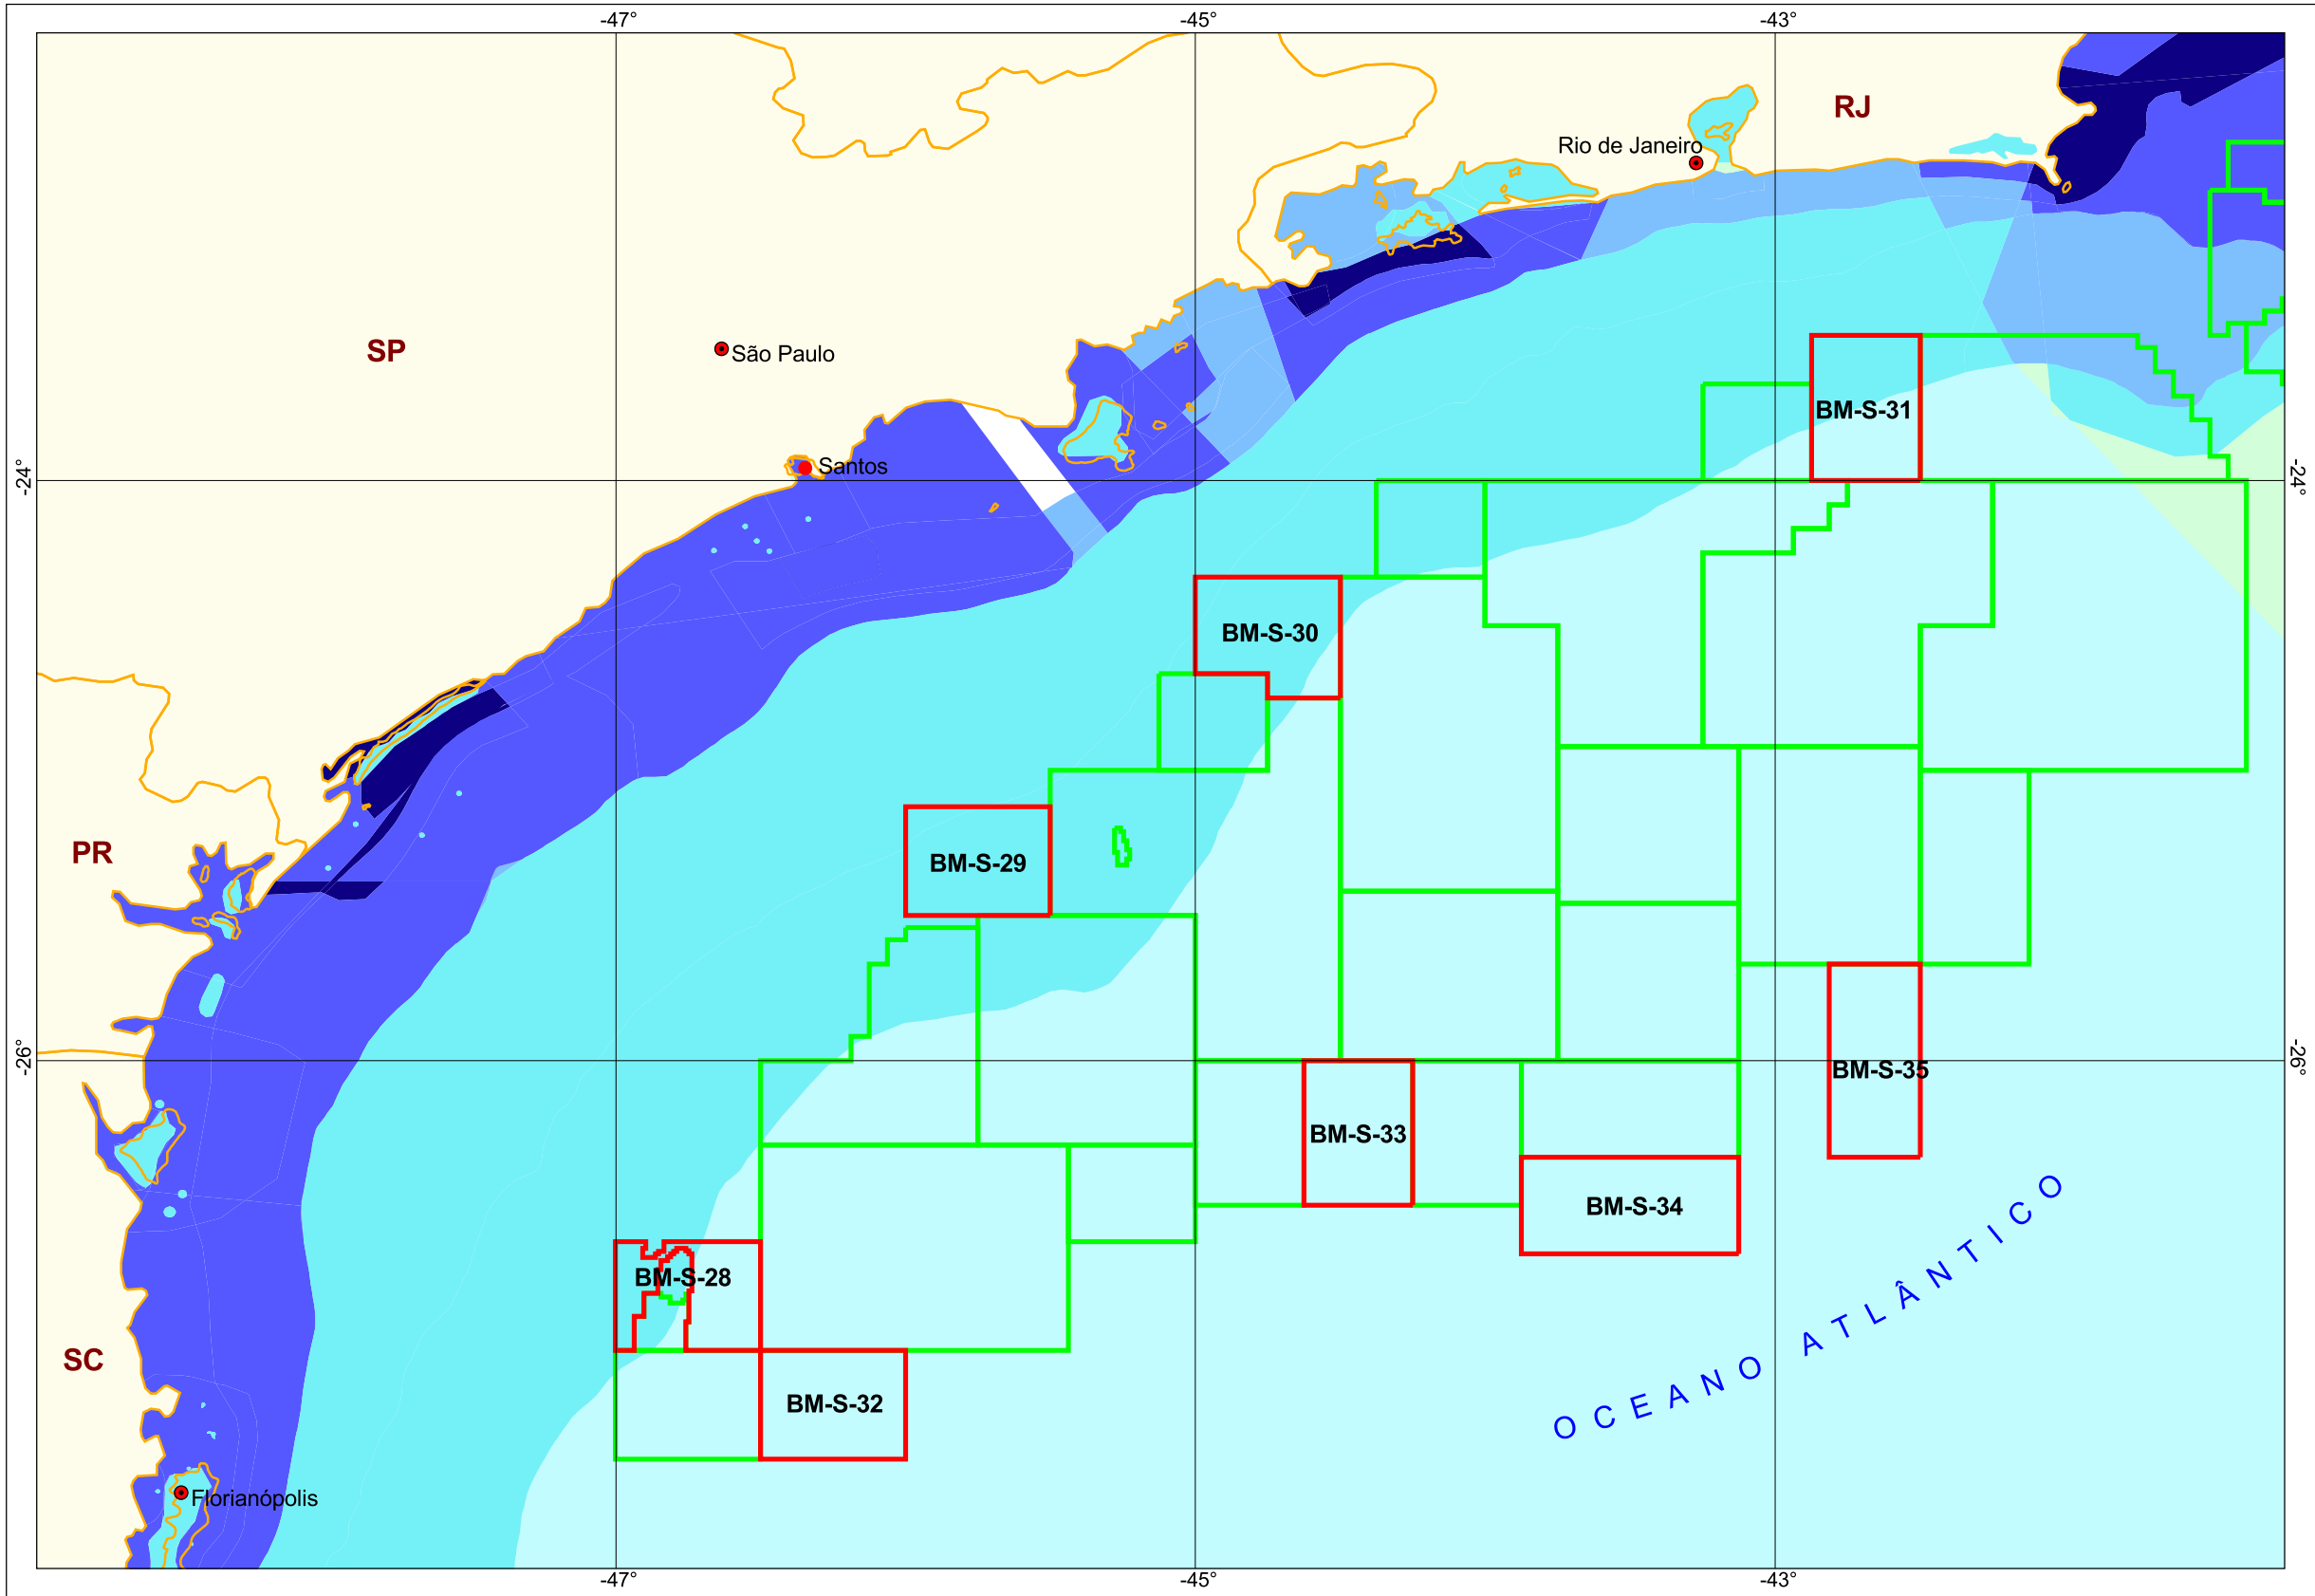 -47°
-45°
-43°
RJ
Rio de Janeiro
SP
São Paulo
BM-S-31
Santos
-24°
-24°
BM-S-30
PR
BM-S-29
-26°
-26°
BM-S-35
BM-S-33
BM-S-34
BM-S-28
OCEANO ATLÂNTICO
SC
BM-S-32
Florianópolis
-47°
-45°
-43°